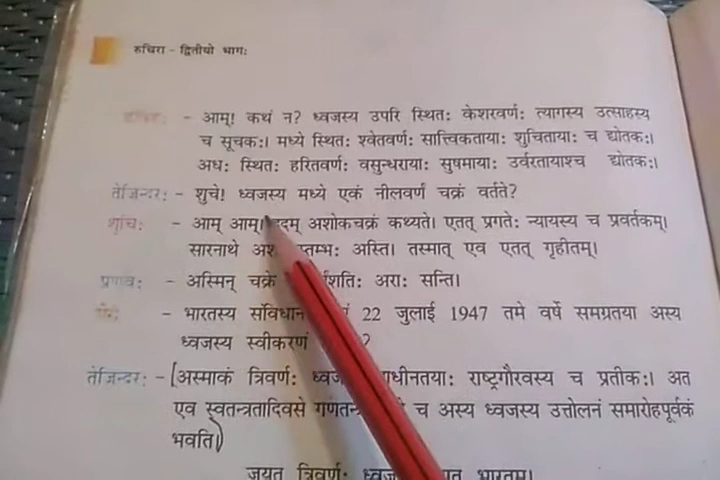 रुचिरा - द्वितीयो भागः
- आम्! कथं न? ध्वजस्य उपरि स्थितः केशरवर्णः त्यागस्य उत्साहस्य
च सूचकः। मध्ये स्थितः श्वेतवर्णः सात्त्विकतायाः शुचितायाः च द्योतकः।
अधः स्थितः हरितवर्णः वसुन्धरायाः सुषमायाः उर्वरतायाश्च द्योतकः।
तेजिन्दरः - शुचे! ध्वजस्य मध्ये एकं नीलवर्णं चक्रं वर्तते?
शुचिः - आम् आम्। अशोकचक्रं कथ्यते। एतत् प्रगतेः न्यायस्य च प्रवर्तकम्।
सारनाथे अस्ति। तस्मात् एव एतत् गृहीतम्।
प्रणवः - अस्मिन् चक्रे अराः सन्ति।
- भारतस्य 22 जुलाई 1947 तमे वर्षे समग्रतया अस्य
ध्वजस्य स्वीकरणं ?
तेजिन्दरः - [अस्माकं त्रिवर्णः राष्ट्रगौरवस्य च प्रतीकः। अत
एव स्वतन्त्रतादिवसे च अस्य ध्वजस्य उत्तोलनं समारोहपूर्वकं
भवति।
जयतु त्रिवर्णः भारतम्।